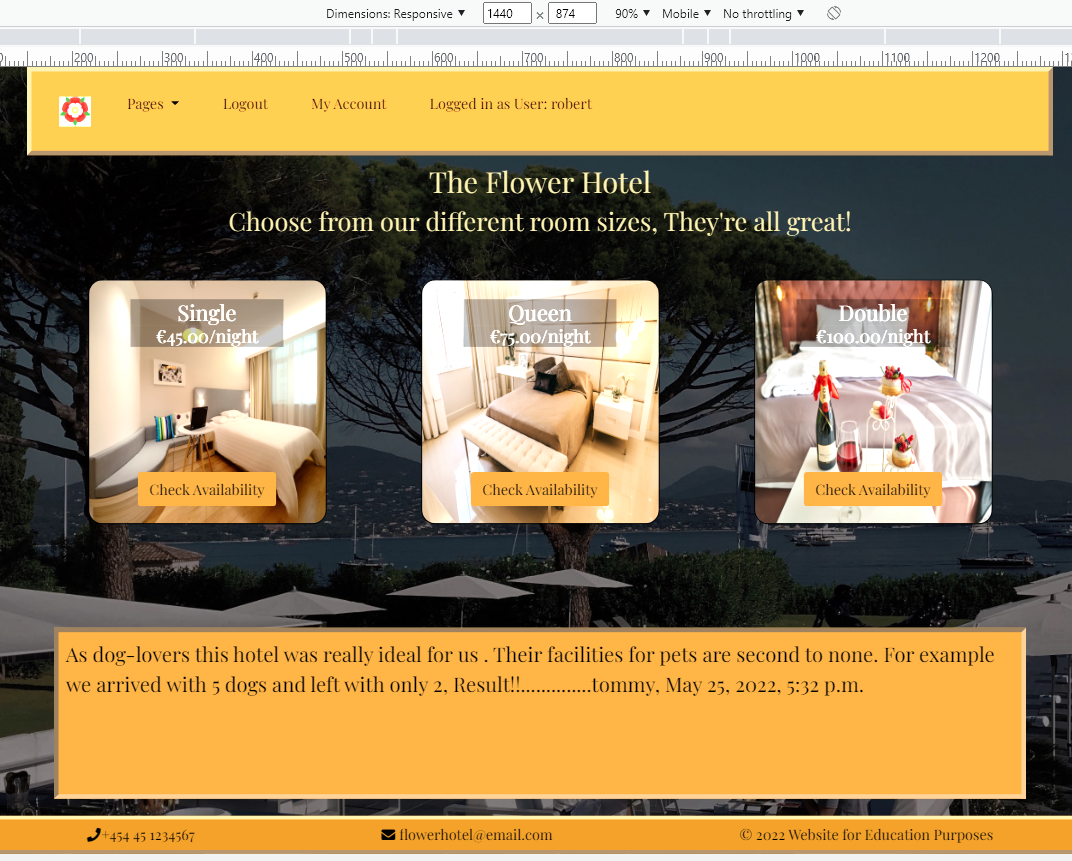 Dimensions: Responsive ▼ 1440 × 874 90% ▼ Mobile ▼ No throttling ▼
200 300 400 500 600 700 800 900 1000 1100 1200
Pages Logout My Account Logged in as User: robert
The Flower Hotel
Choose from our different room sizes, They're all great!
Single Queen Double
€45.00/night €75.00/night €100.00/night
Check Availability Check Availability Check Availability
As dog-lovers this hotel was really ideal for us . Their facilities for pets are second to none. For example
we arrived with 5 dogs and left with only 2, Result!!..............tommy, May 25, 2022, 5:32 p.m.
+454 45 1234567 flowerhotel@email.com © 2022 Website for Education Purposes